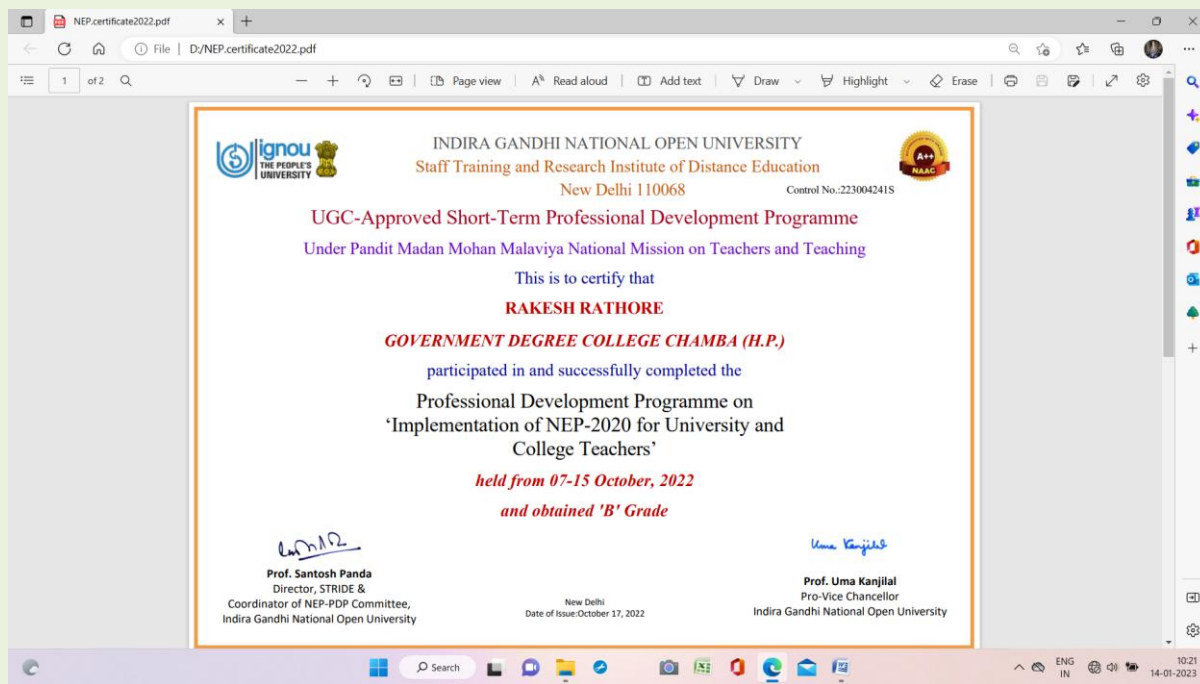 NEP.certificate2022.pdf
File | D:/NEP.certificate2022.pdf
1 of 2 Page view Read aloud Add text Draw Highlight Erase
ignou
THE PEOPLE'S
UNIVERSITY
INDIRA GANDHI NATIONAL OPEN UNIVERSITY
Staff Training and Research Institute of Distance Education
New Delhi 110068
Control No.:223004241S
A++
NAAC
UGC-Approved Short-Term Professional Development Programme
Under Pandit Madan Mohan Malaviya National Mission on Teachers and Teaching
This is to certify that
RAKESH RATHORE
GOVERNMENT DEGREE COLLEGE CHAMBA (H.P.)
participated in and successfully completed the
Professional Development Programme on
‘Implementation of NEP-2020 for University and
College Teachers’
held from 07-15 October, 2022
and obtained 'B' Grade
Prof. Santosh Panda
Director, STRIDE &
Coordinator of NEP-PDP Committee,
Indira Gandhi National Open University
New Delhi
Date of Issue:October 17, 2022
Uma Kanjilal
Prof. Uma Kanjilal
Pro-Vice Chancellor
Indira Gandhi National Open University
Search
ENG
IN
10:21
14-01-2023